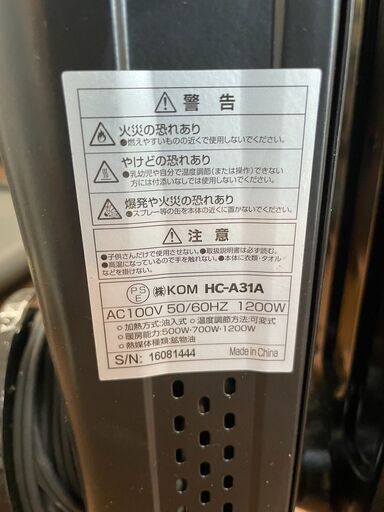 警告
火災の恐れあり
●燃えやすいものの近くで使用しないでください。
やけどの恐れあり
●乳幼児や自分で温度調節(または操作)できない
方には付添いなしでは使用しないでください。
爆発や火災の恐れあり
●スプレー等の缶を本体の近くに置かないでください。
注意
●子供さんだけで使用させないでください。●取扱説明書は必ず読む。
●高温になっているので手を触れない。●本体に衣類・タオル
などを掛けない。
PSE ㈱KOM HC-A31A
AC100V 50/60HZ 1200W
○加熱方式:油入式 ○温度調節方法:可変式
○暖房能力:500W・700W・1200W
○熱媒体種類:鉱物油
S/N: 16081444 Made in China